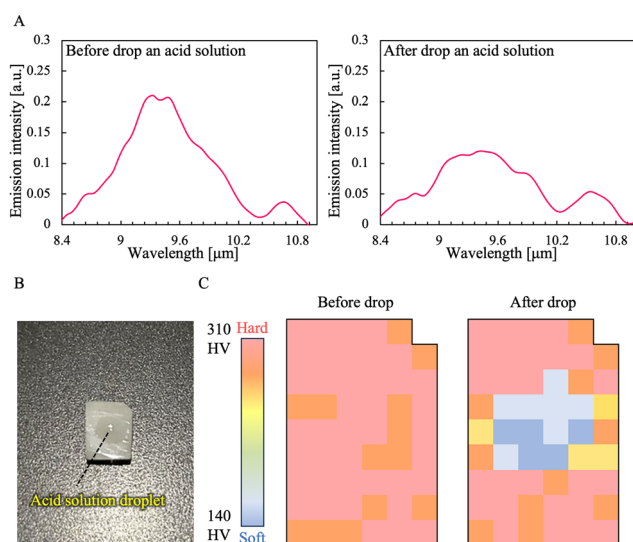 A
Before drop an acid solution
After drop an acid solution
Emission intensity [a.u.]
0.3
0.25
0.2
0.15
0.1
0.05
0
8.4
9
9.6
10.2
10.8
Wavelength [μm]
Emission intensity [a.u.]
0.3
0.25
0.2
0.15
0.1
0.05
0
8.4
9
9.6
10.2
10.8
Wavelength [μm]
B
Acid solution droplet
C
310
HV
Hard
140
HV
Soft
Before drop
After drop